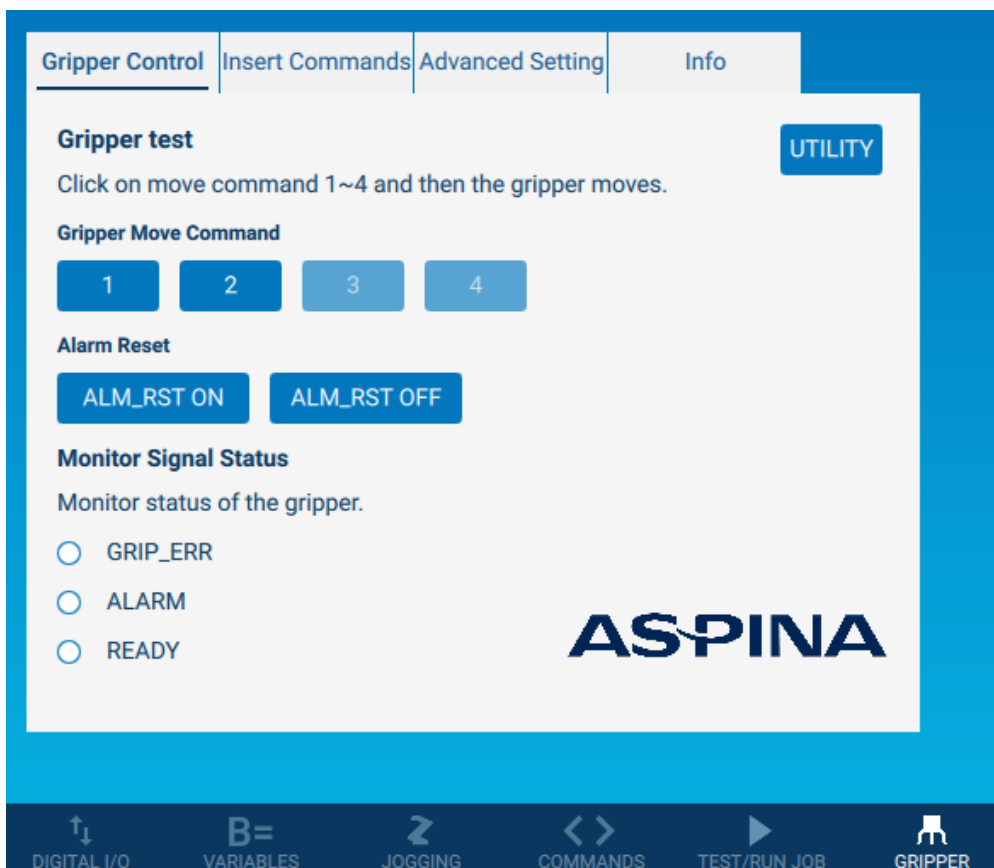 Gripper Control Insert Commands Advanced Setting Info
Gripper test
UTILITY
Click on move command 1~4 and then the gripper moves.
Gripper Move Command
1 2 3 4
Alarm Reset
ALM_RST ON ALM_RST OFF
Monitor Signal Status
Monitor status of the gripper.
GRIP_ERR
ALARM
READY
ASPINA
B=
DIGITAL I/O VARIABLES JOGGING COMMANDS TEST/RUN JOB GRIPPER